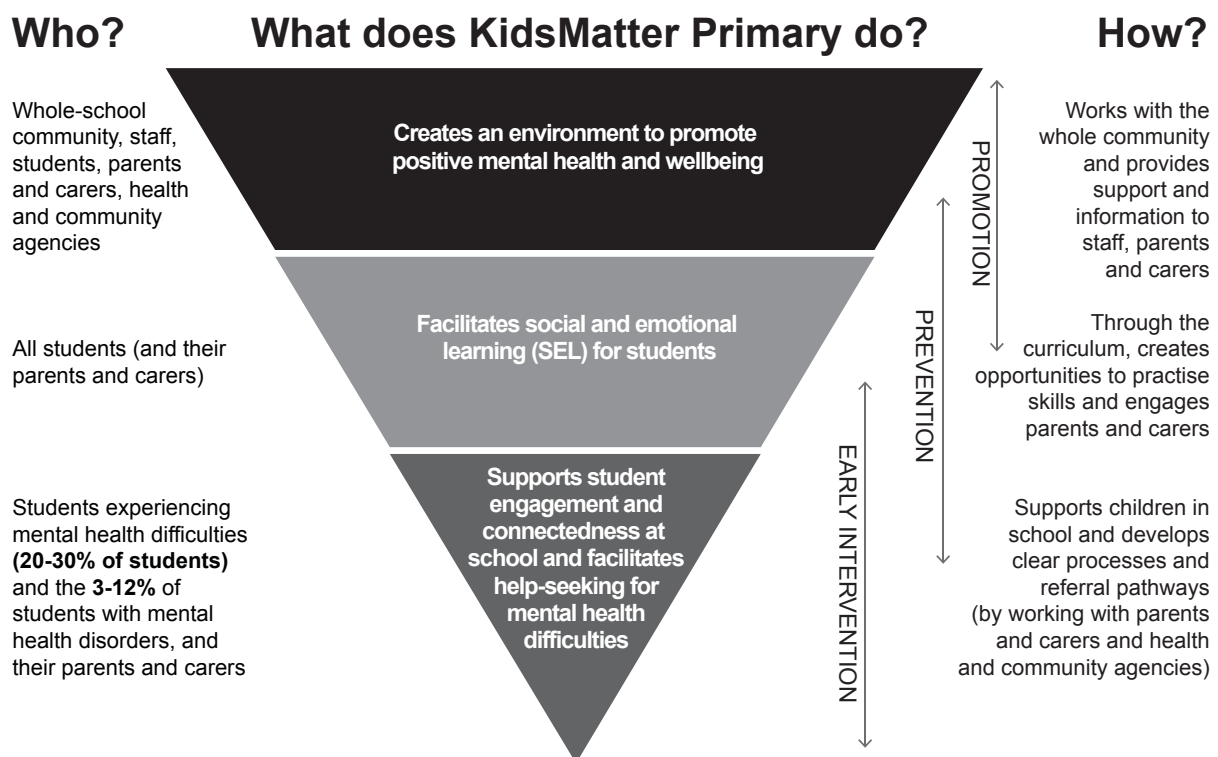 Who?
What does KidsMatter Primary do?
How?
Whole-school
community, staff,
students, parents
and carers, health
and community
agencies
Creates an environment to promote
positive mental health and wellbeing
PROMOTION
Works with the
whole community
and provides
support and
information to
staff, parents
and carers
All students (and their
parents and carers)
Facilitates social and emotional
learning (SEL) for students
PREVENTION
Through the
curriculum, creates
opportunities to practise
skills and engages
parents and carers
Students experiencing
mental health difficulties
(20-30% of students)
and the 3-12% of
students with mental
health disorders, and
their parents and carers
Supports student
engagement and
connectedness at
school and facilitates
help-seeking for
mental health
difficulties
EARLY INTERVENTION
Supports children in
school and develops
clear processes and
referral pathways
(by working with parents
and carers and health
and community agencies)